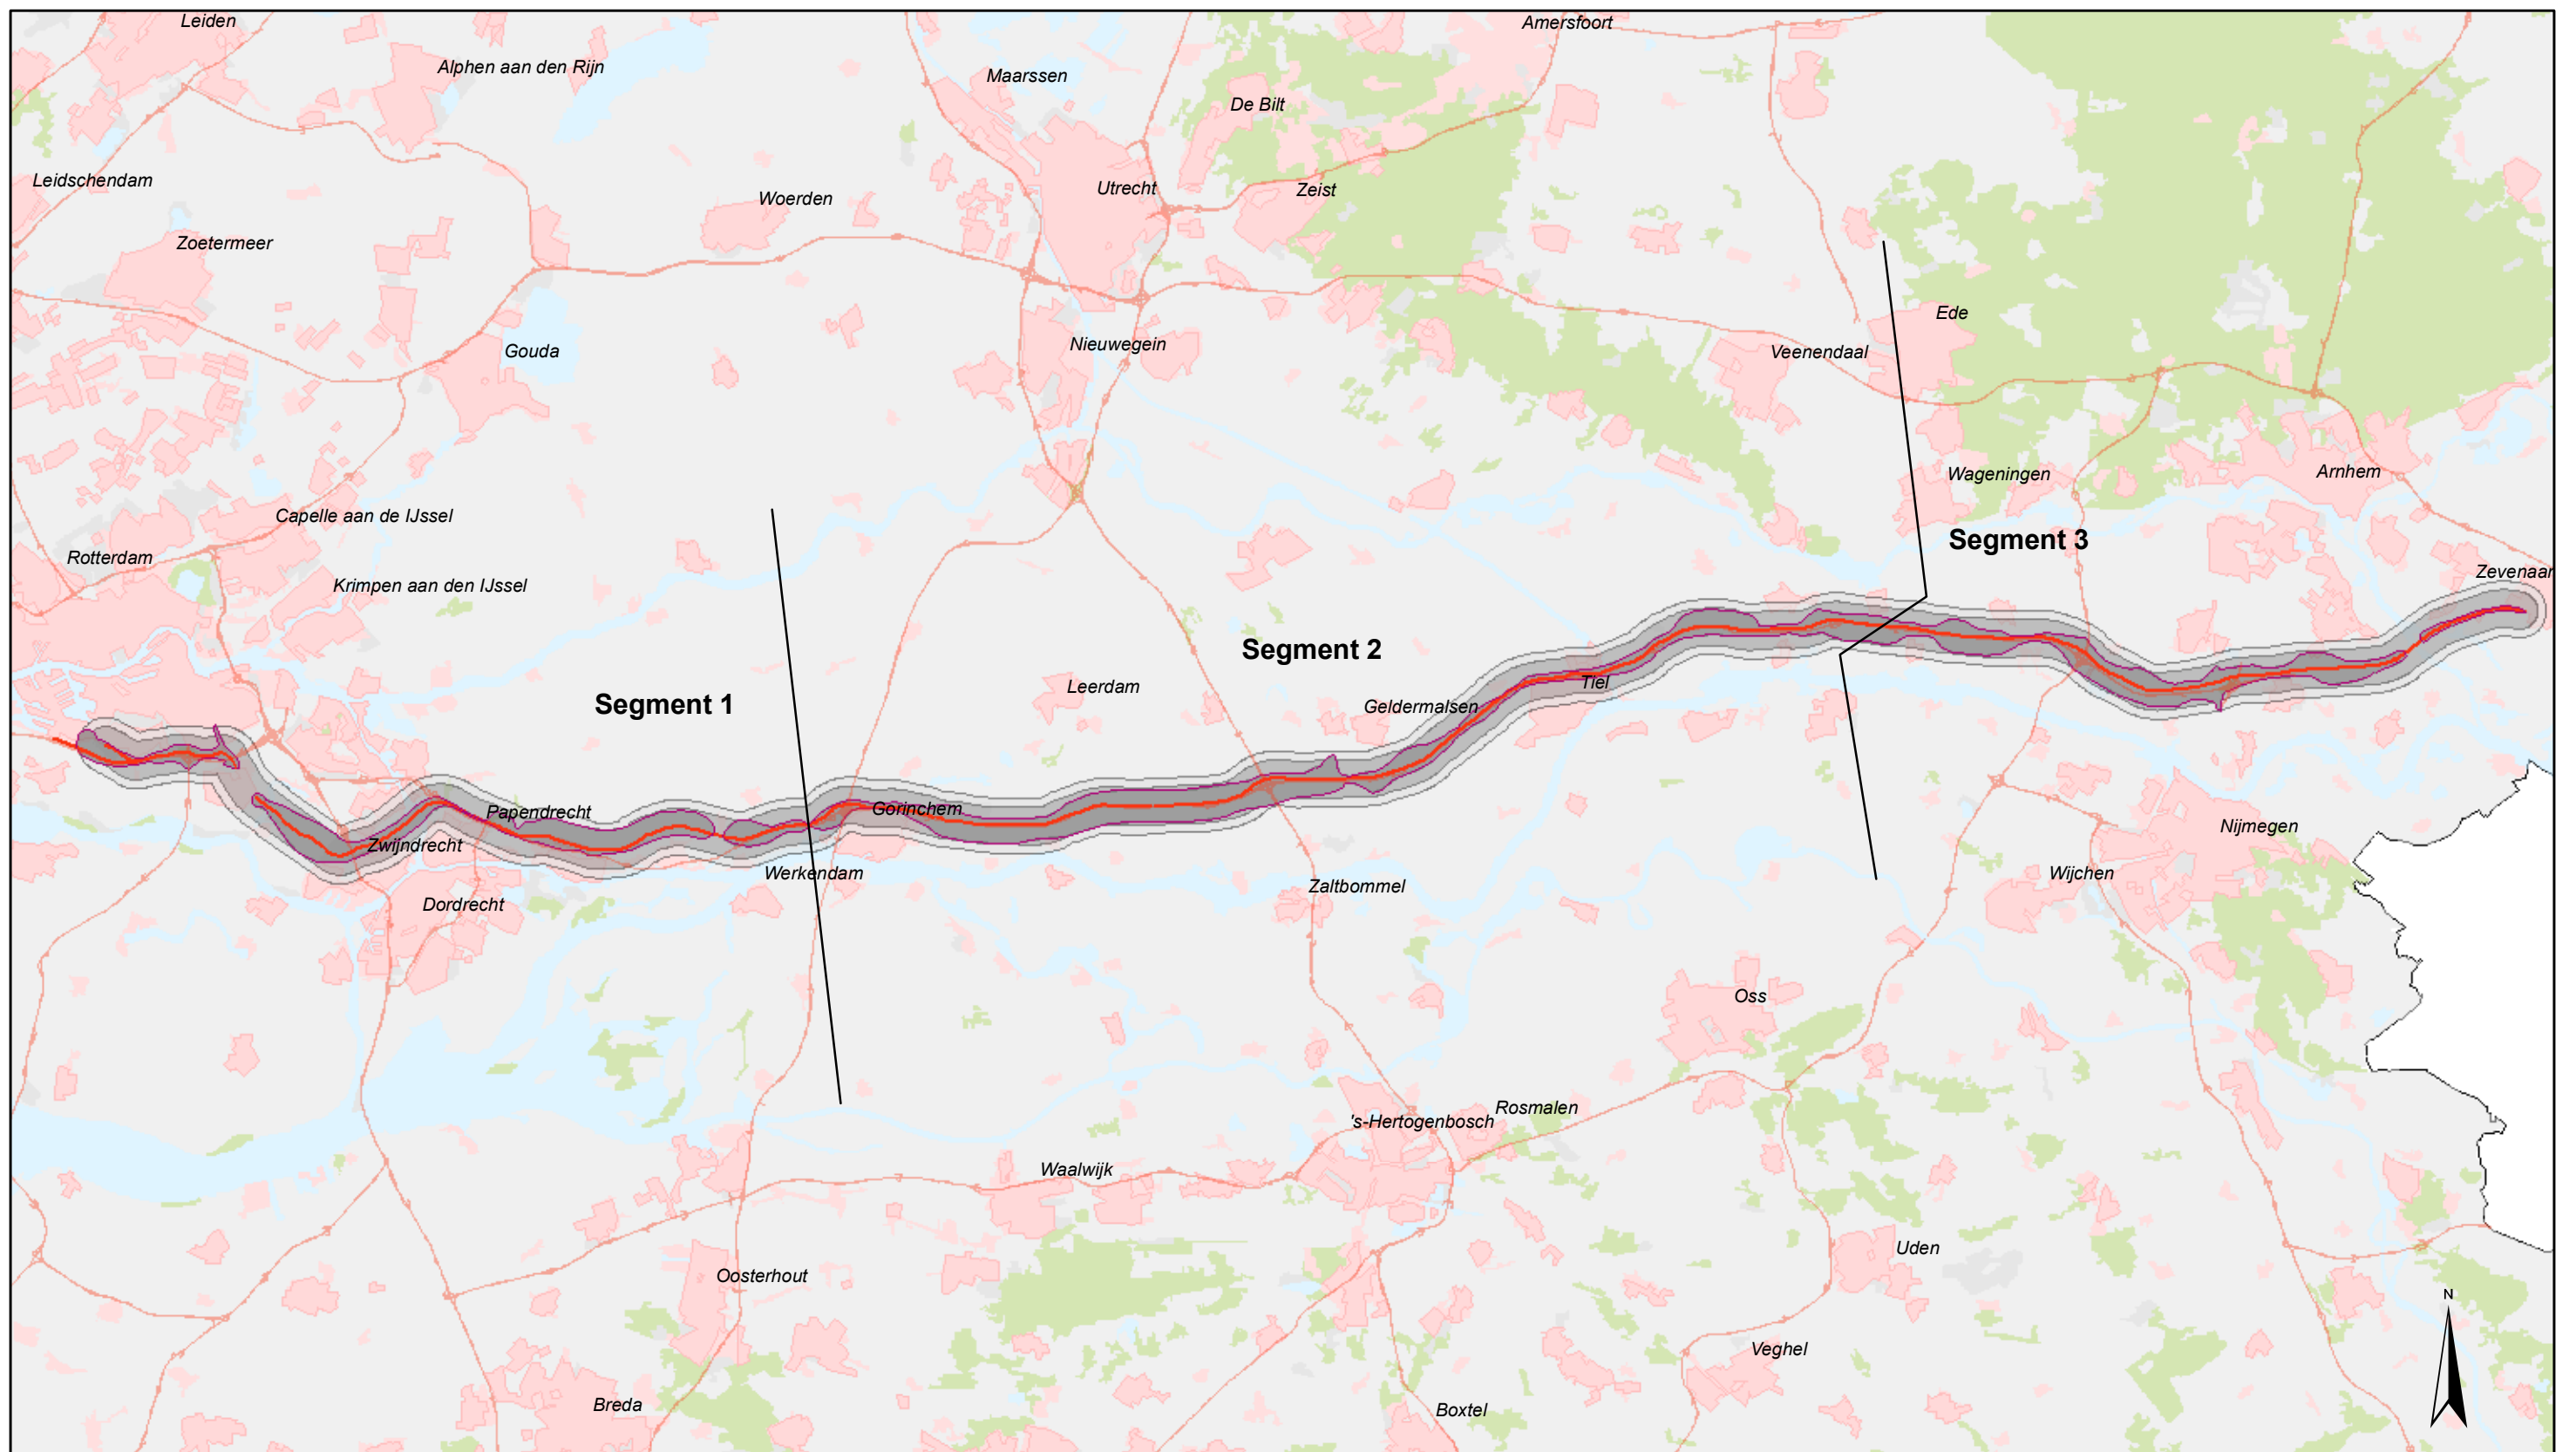 Leiden
Amersfoort
Alphen aan den Rijn
Maarssen
De Bilt
Leidschendam
Utrecht
Zeist
Woerden
Zoetermeer
Ede
Nieuwegein
Gouda
Veenendaal
Arnhem
Wageningen
Capelle aan de IJssel
Segment 3
Rotterdam
Zevenaar
Krimpen aan den IJssel
Segment 2
Tiel
Leerdam
Segment 1
Geldermalsen
Gorinchem
Papendrecht
Nijmegen
Zwijndrecht
Werkendam
Wijchen
Zaltbommel
Dordrecht
Oss
Rosmalen
's-Hertogenbosch
Waalwijk
Uden
Oosterhout
N
Veghel
Breda
Boxtel